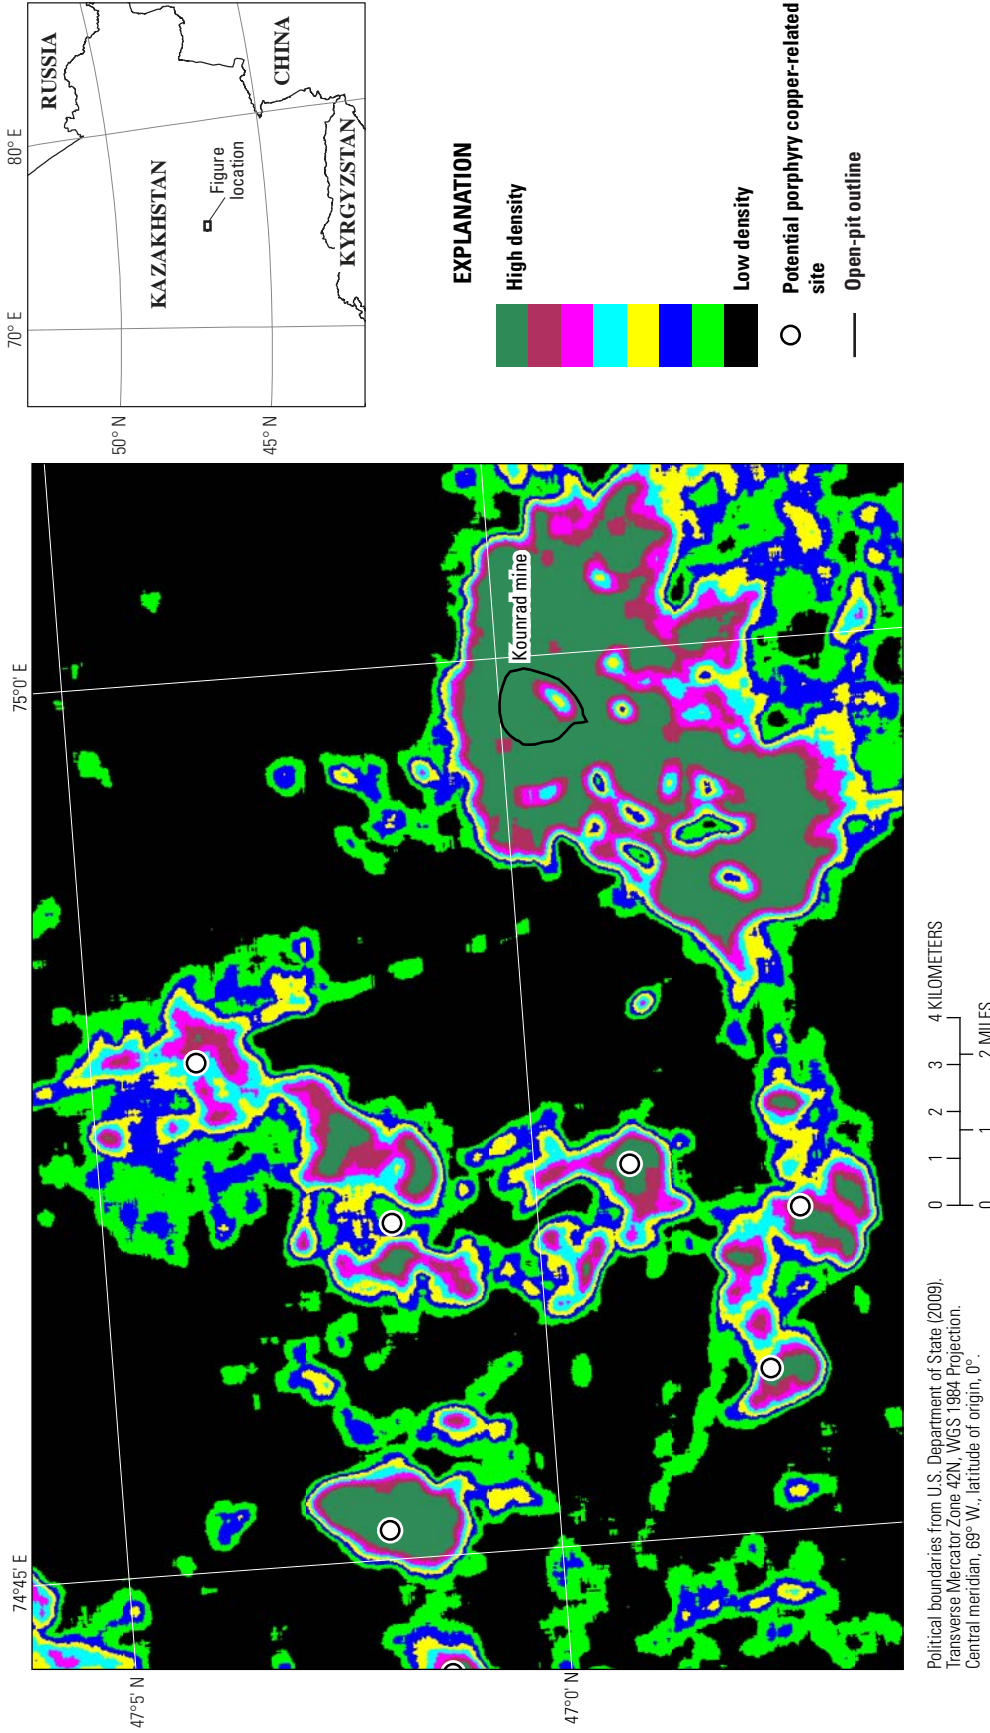 70° E
80° E
50° N
45° N
RUSSIA
CHINA
KAZAKHSTAN
KYRGYZSTAN
Figure
location
74°45' E
75°0' E
47°5' N
47°0' N
Kounrad mine
EXPLANATION
High density
Low density
Potential porphyry copper-related
site
Open-pit outline
0 1 2 3 4 KILOMETERS
0 1 2 MILES
Political boundaries from U.S. Department of State (2009).
Transverse Mercator Zone 42N, WGS 1984 Projection.
Central meridian, 69° W., latitude of origin, 0°.